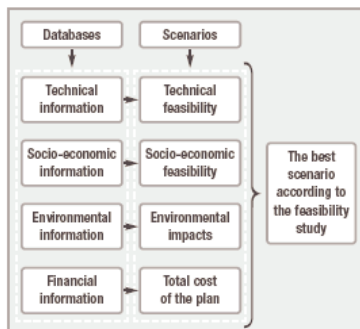 Databases
Scenarios
Technical
information
Technical
feasibility
Socio-economic
information
Socio-economic
feasibility
Environmental
information
Environmental
impacts
Financial
information
Total cost
of the plan
The best
scenario
according to
the feasibility
study